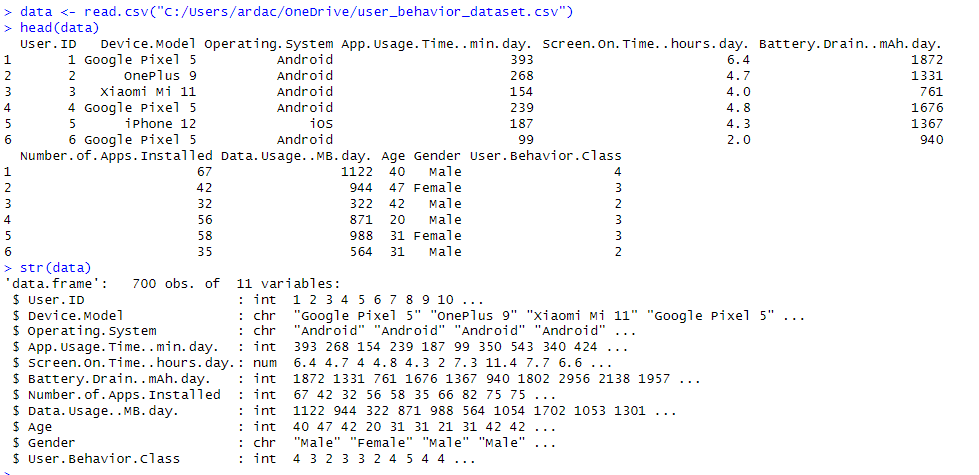 > data <- read.csv("C:/Users/ardac/OneDrive/user_behavior_dataset.csv")
> head(data)
  User.ID   Device.Model Operating.System App.Usage.Time..min.day. Screen.On.Time..hours.day. Battery.Drain..mAh.day.
1       1 Google Pixel 5          Android                      393                        6.4                    1872
2       2      OnePlus 9          Android                      268                        4.7                    1331
3       3   Xiaomi Mi 11          Android                      154                        4.0                     761
4       4 Google Pixel 5          Android                      239                        4.8                    1676
5       5      iPhone 12              iOS                      187                        4.3                    1367
6       6 Google Pixel 5          Android                       99                        2.0                     940
  Number.of.Apps.Installed Data.Usage..MB.day. Age Gender User.Behavior.Class
1                       67                1122  40   Male                   4
2                       42                 944  47 Female                   3
3                       32                 322  42   Male                   2
4                       56                 871  20   Male                   3
5                       58                 988  31 Female                   3
6                       35                 564  31   Male                   2
> str(data)
'data.frame':	700 obs. of  11 variables:
 $ User.ID                   : int  1 2 3 4 5 6 7 8 9 10 ...
 $ Device.Model              : chr  "Google Pixel 5" "OnePlus 9" "Xiaomi Mi 11" "Google Pixel 5" ...
 $ Operating.System          : chr  "Android" "Android" "Android" "Android" ...
 $ App.Usage.Time..min.day.  : int  393 268 154 239 187 99 350 543 340 424 ...
 $ Screen.On.Time..hours.day.: num  6.4 4.7 4 4.8 4.3 2 7.3 11.4 7.7 6.6 ...
 $ Battery.Drain..mAh.day.   : int  1872 1331 761 1676 1367 940 1802 2956 2138 1957 ...
 $ Number.of.Apps.Installed  : int  67 42 32 56 58 35 66 82 75 75 ...
 $ Data.Usage..MB.day.       : int  1122 944 322 871 988 564 1054 1702 1053 1301 ...
 $ Age                       : int  40 47 42 20 31 31 21 31 42 42 ...
 $ Gender                    : chr  "Male" "Female" "Male" "Male" ...
 $ User.Behavior.Class       : int  4 3 2 3 3 2 4 5 4 4 ...
>